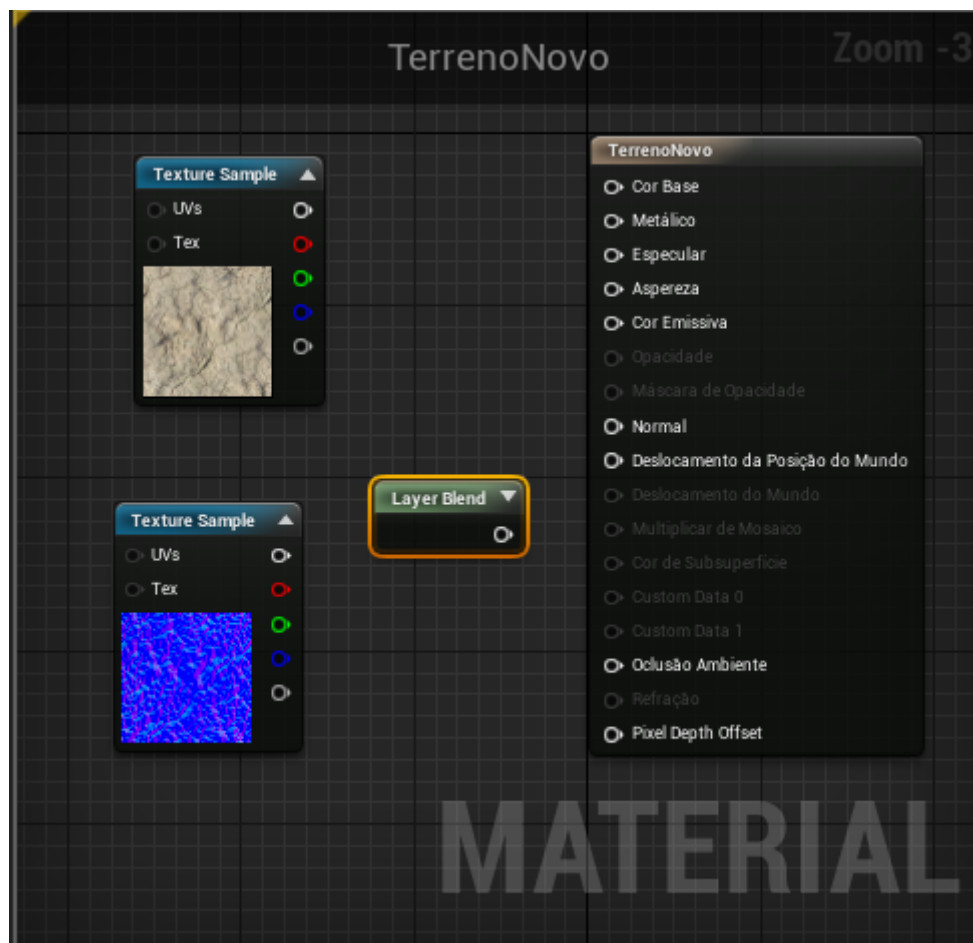 TerrenoNovo
Zoom -3
Texture Sample
UVs
Tex
Texture Sample
UVs
Tex
Layer Blend
TerrenoNovo
Cor Base
Metálico
Especular
Aspereza
Cor Emissiva
Opacidade
Máscara de Opacidade
Normal
Deslocamento da Posição do Mundo
Deslocamento do Mundo
Multiplicar de Mosaico
Cor de Subsuperfície
Custom Data 0
Custom Data 1
Oclusão Ambiente
Refração
Pixel Depth Offset
MATERIAL